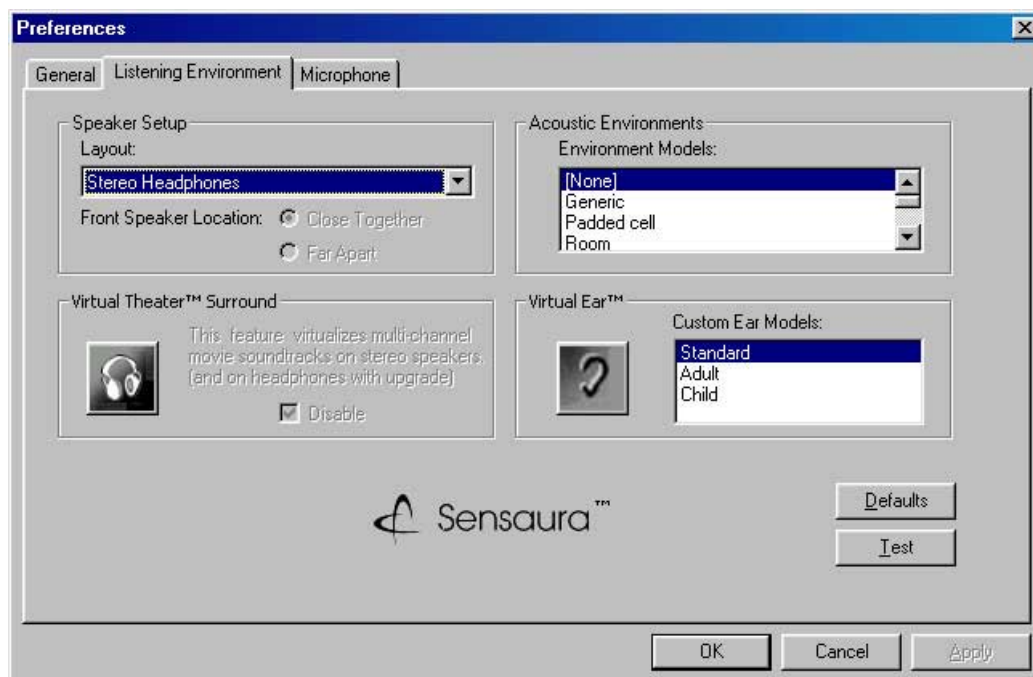 Preferences
General Listening Environment Microphone
Speaker Setup
Layout:
Stereo Headphones
Front Speaker Location: Close Together
Far Apart
Acoustic Environments
Environment Models:
[None]
Generic
Padded cell
Room
Virtual Theater™ Surround
This feature virtualizes multi-channel
movie soundtracks on stereo speakers.
(and on headphones with upgrade)
Disable
Virtual Ear™
Custom Ear Models:
Standard
Adult
Child
Sensaura™
Defaults
Test
OK Cancel Apply